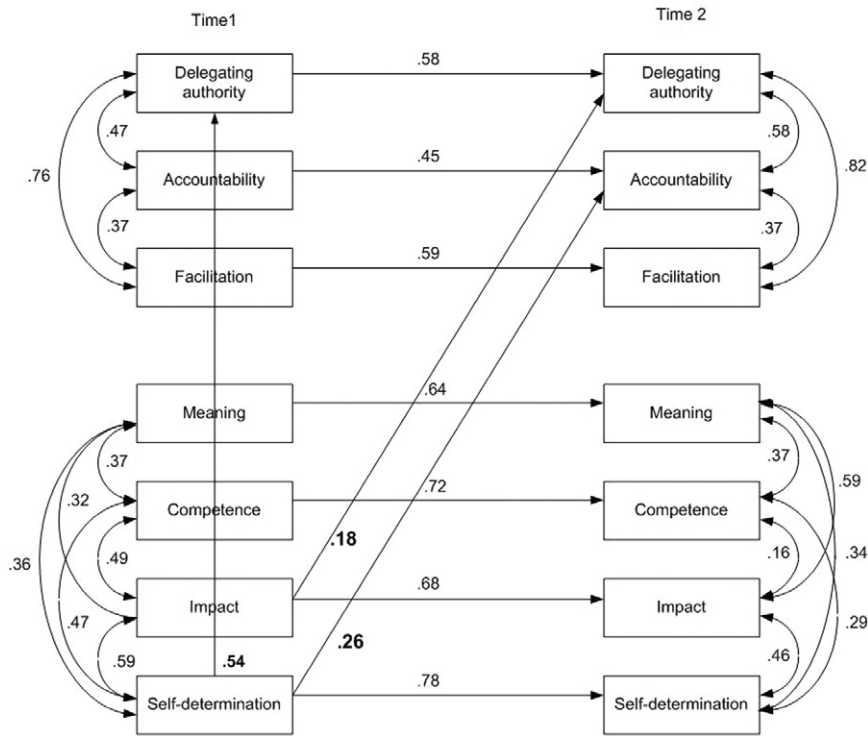 Time1
Time 2
Delegating
authority
.58
Delegating
authority
.47
.58
.76
.82
Accountability
.45
Accountability
.37
.37
Facilitation
.59
Facilitation
Meaning
.64
Meaning
.37
.37
.32
.59
Competence
.72
Competence
.18
.49
.16
.34
.36
Impact
.68
Impact
.47
.29
.26
.59
.54
.46
Self-determination
.78
Self-determination